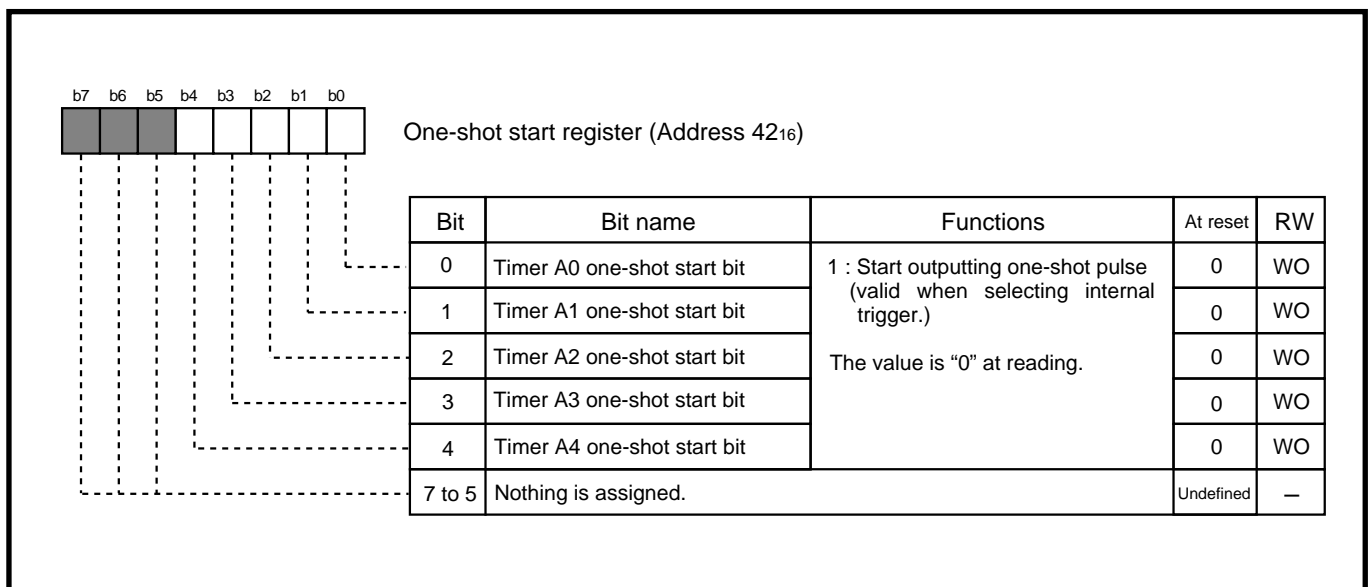 b7 b6 b5 b4 b3 b2 b1 b0
One-shot start register (Address 4216)
Bit Bit name Functions At reset RW
0 Timer A0 one-shot start bit 1 : Start outputting one-shot pulse 0 WO
(valid when selecting internal
1 Timer A1 one-shot start bit trigger.) 0 WO
2 Timer A2 one-shot start bit The value is “0” at reading. 0 WO
3 Timer A3 one-shot start bit 0 WO
4 Timer A4 one-shot start bit 0 WO
7 to 5 Nothing is assigned. Undefined –